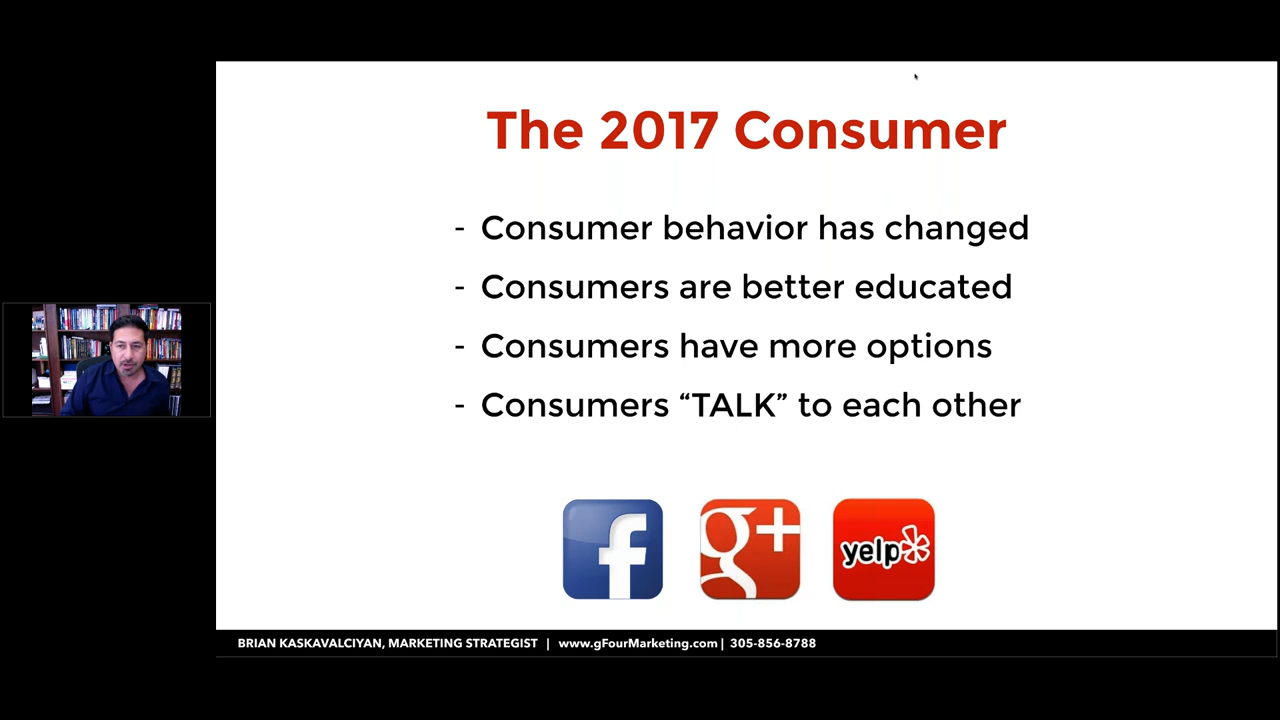 The 2017 Consumer
- Consumer behavior has changed
- Consumers are better educated
- Consumers have more options
- Consumers “TALK” to each other
f g+ yelp
BRIAN KASKAVALCIYAN, MARKETING STRATEGIST | www.gFourMarketing.com | 305-856-8788